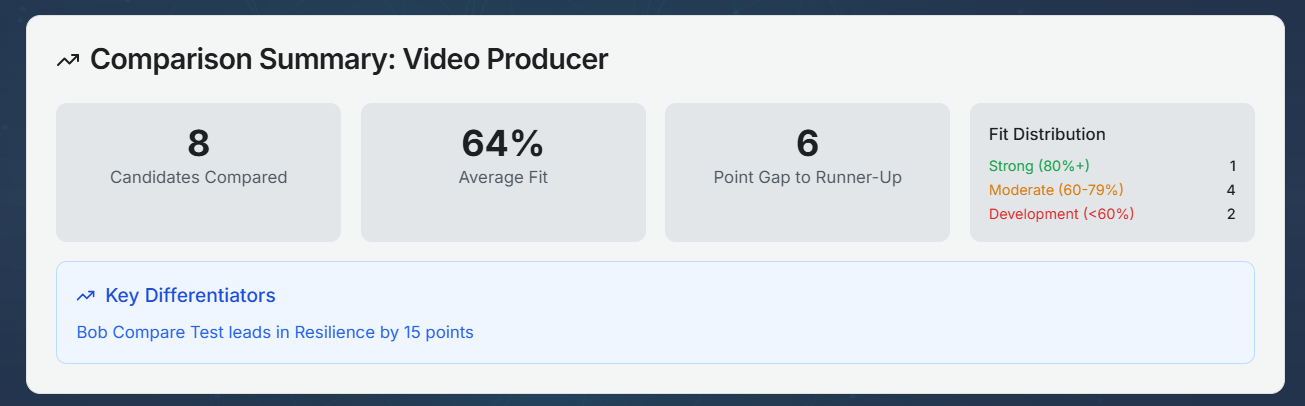 Comparison Summary: Video Producer
8
Candidates Compared
64%
Average Fit
6
Point Gap to Runner-Up
Fit Distribution
Strong (80%+) 1
Moderate (60-79%) 4
Development (<60%) 2
Key Differentiators
Bob Compare Test leads in Resilience by 15 points